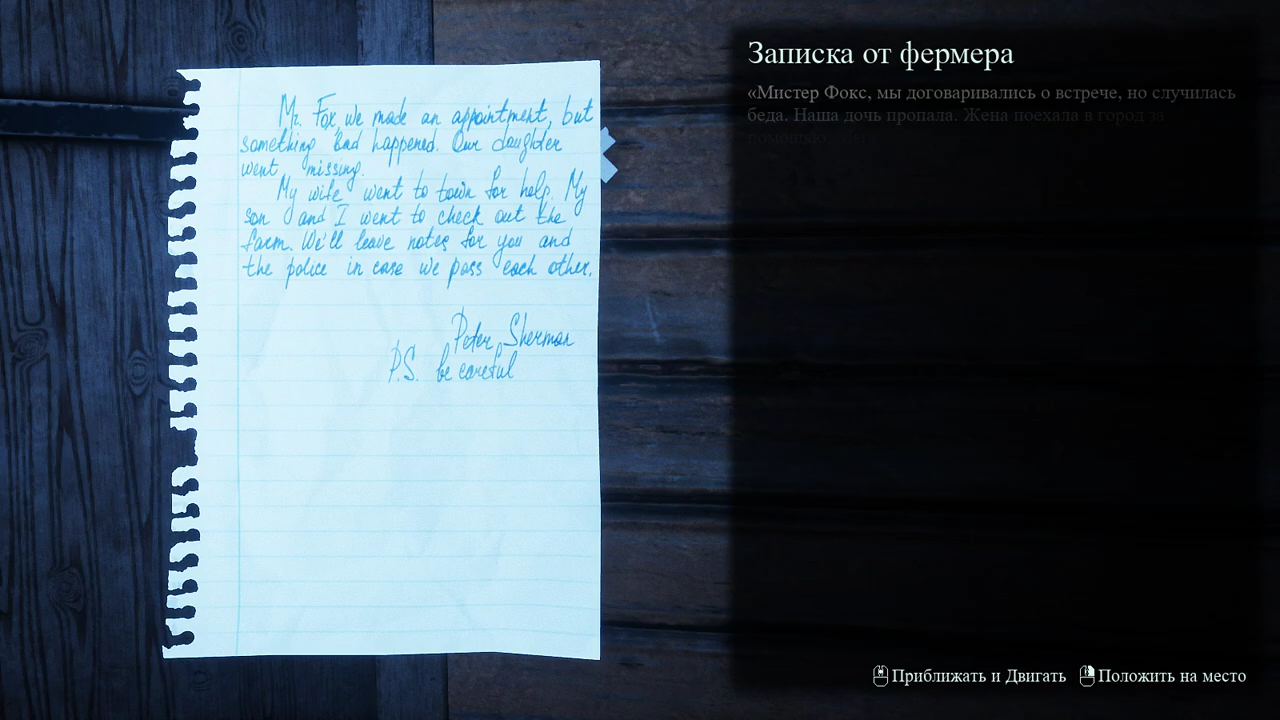 Mr. Fox we made an appointment, but
something bad happened. Our daughter
went missing.
My wife went to town for help. My
son and I went to check out the
farm. We'll leave notes for you and
the police in case we pass each other.
Peter Sherman
P.S. be careful
Записка от фермера
«Мистер Фокс, мы договаривались о встрече, но случилась
беда. Наша дочь пропала. Жена поехала в город за
помощью,
Приближать и Двигать
Положить на место